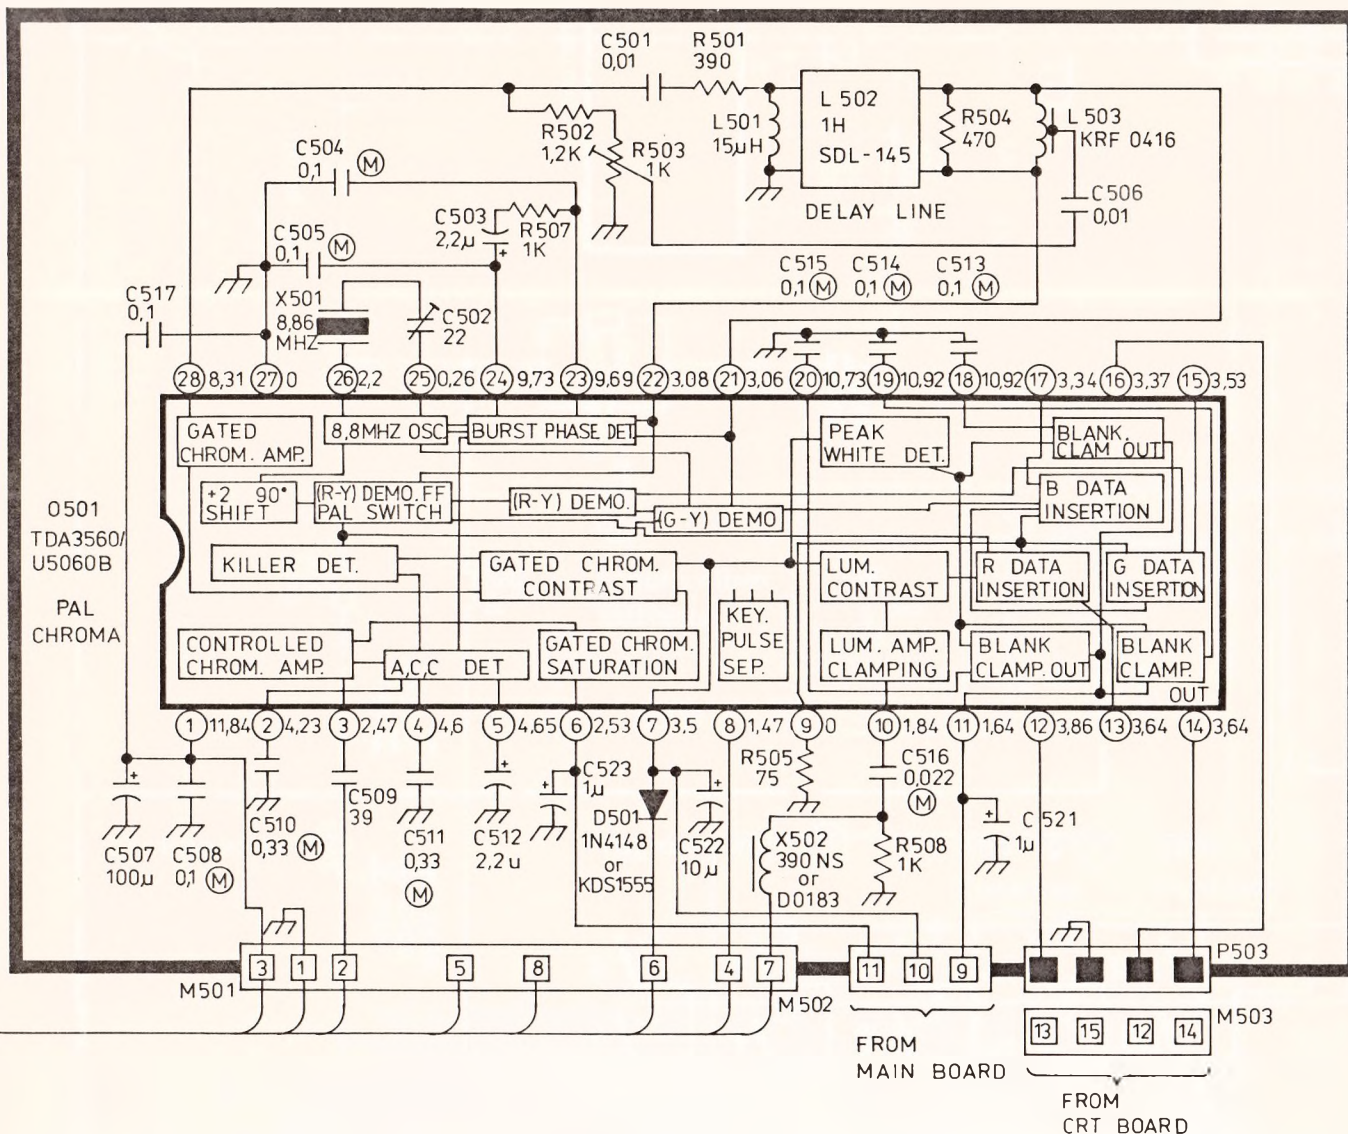 C501
0,01
R501
390
L501
15µH
L 502
1H
SDL-145
DELAY LINE
R504
470
L 503
KRF 0416
C506
0,01
R502
1,2K
R503
1K
C504
0,1 M
C503
2,2µ
+
R507
1K
C505
0,1 M
C517
0,1
X501
8,86
MHZ
C502
22
C515
0,1 M
C514
0,1 M
C513
0,1 M
28 8,31
27 0
26 2,2
25 0,26
24 9,73
23 9,69
22 3,08
21 3,06
20 10,73
19 10,92
18 10,92
17 3,34
16 3,37
15 3,53
GATED
CHROM. AMP.
8,8MHZ OSC
BURST PHASE DET.
PEAK
WHITE DET.
BLANK.
CLAM OUT
+2 90°
SHIFT
(R-Y) DEMO. FF
PAL SWITCH
(R-Y) DEMO.
(G-Y) DEMO
B DATA
INSERTION
KILLER DET.
GATED CHROM.
CONTRAST
LUM.
CONTRAST
R DATA
INSERTION
G DATA
INSERTION
KEY.
PULSE
SEP.
CONTROLLED
CHROM. AMP.
A,C,C DET
GATED CHROM.
SATURATION
LUM. AMP.
CLAMPING
BLANK
CLAMP. OUT
BLANK
CLAMP.
OUT
O501
TDA3560/
U5060B
PAL
CHROMA
1 11,84
2 4,23
3 2,47
4 4,6
5 4,65
6 2,53
7 3.5
8 1,47
9 0
10 1,84
11 1,64
12 3,86
13 3,64
14 3,64
+
C507
100µ
C508
0,1 M
C510
0,33 M
C509
39
C511
0,33
M
+
C512
2,2 u
+
C523
1µ
D501
1N4148
or
KDS1555
+
C522
10µ
R505
75
C516
0,022
M
X502
390 NS
or
D0183
R508
1K
+
C521
1µ
3 1 2 5 8 6 4 7
M501
M502
11 10 9
FROM
MAIN BOARD
P503
13 15 12 14
M503
FROM
CRT BOARD